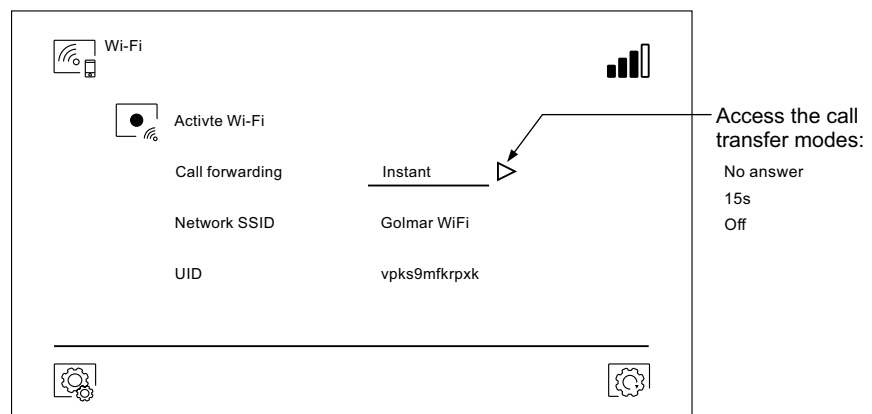 Wi-Fi
Activte Wi-Fi
Call forwarding Instant
Network SSID Golmar WiFi
UID vpks9mfkrpxk
Access the call
transfer modes:
No answer
15s
Off